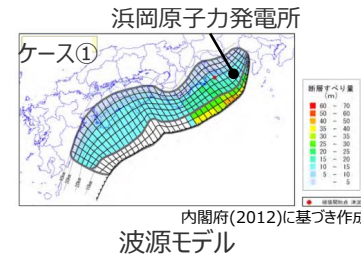 浜岡原子力発電所
ケース①
断層すべり量
(m)
60 - 70
50 - 60
40 - 50
35 - 40
30 - 35
25 - 30
20 - 25
15 - 20
10 - 15
5 - 10
- 5
内閣府(2012)に基づき作成
波源モデル